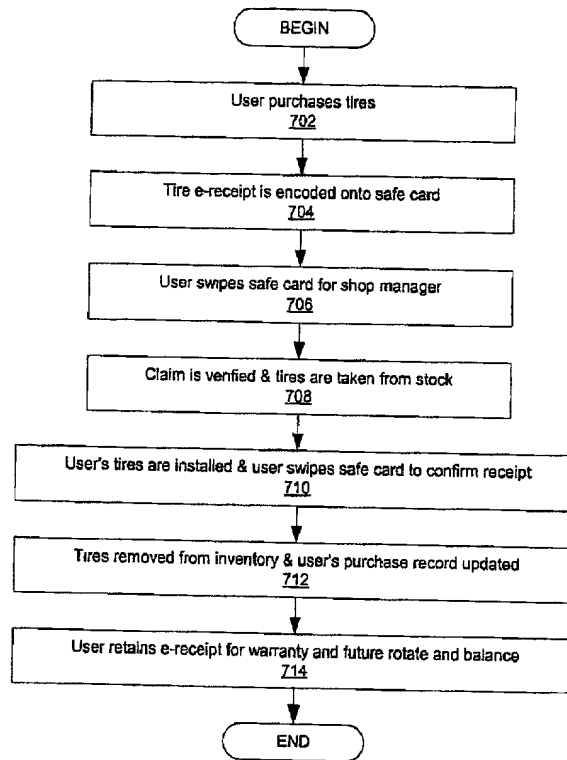 BEGIN
User purchases tires
702
Tire e-receipt is encoded onto safe card
704
User swipes safe card for shop manager
706
Claim is verified & tires are taken from stock
708
User's tires are installed & user swipes safe card to confirm receipt
710
Tires removed from inventory & user's purchase record updated
712
User retains e-receipt for warranty and future rotate and balance
714
END